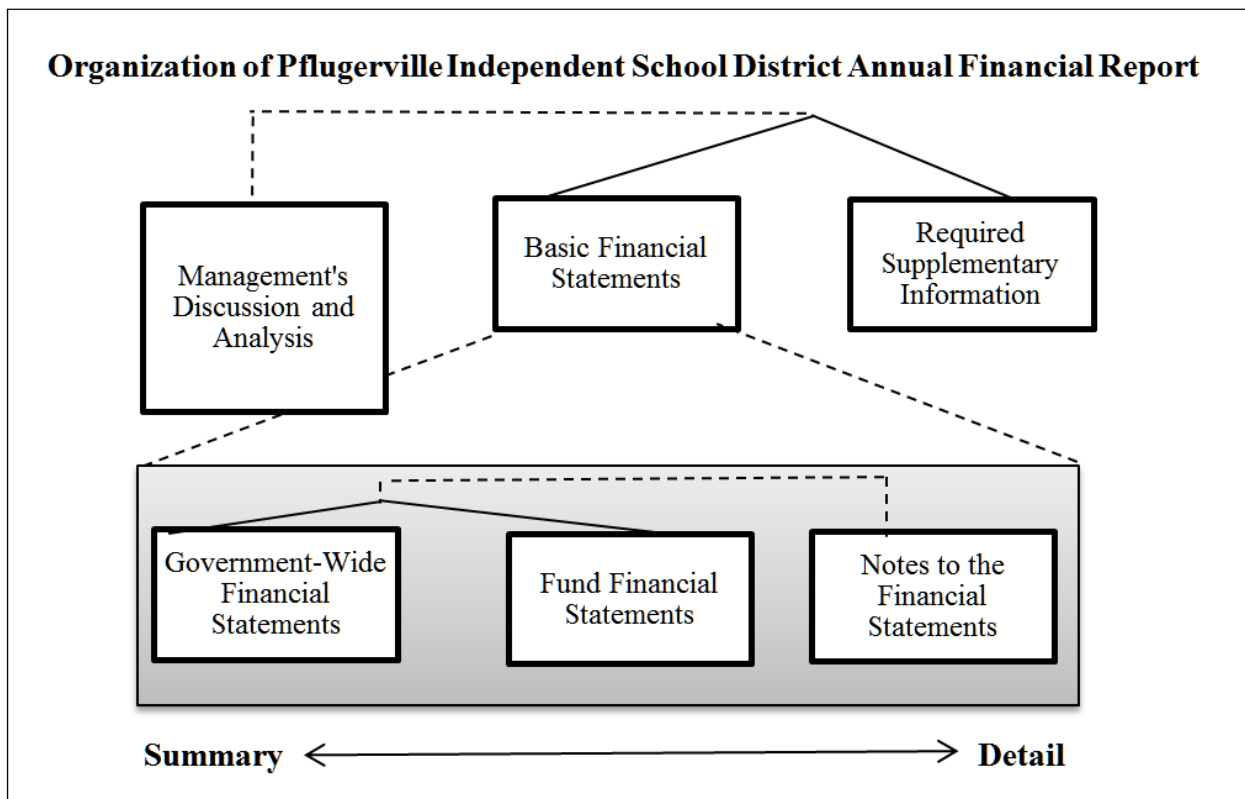 Organization of Pflugerville Independent School District Annual Financial Report
Management's
Discussion and
Analysis
Basic Financial
Statements
Required
Supplementary
Information
Government-Wide
Financial
Statements
Fund Financial
Statements
Notes to the
Financial
Statements
Summary
Detail